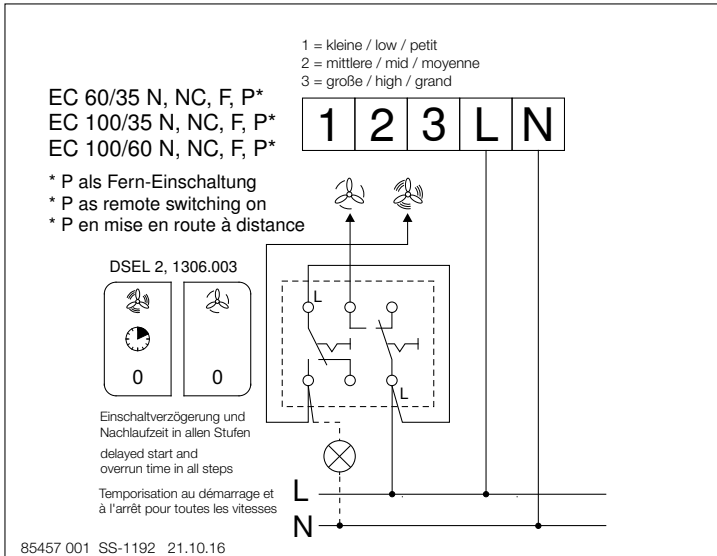 1 = kleine / low / petit
2 = mittlere / mid / moyenne
3 = große / high / grand
EC 60/35 N, NC, F, P*
EC 100/35 N, NC, F, P*
EC 100/60 N, NC, F, P*
1 2 3 L N
* P als Fern-Einschaltung
* P as remote switching on
* P en mise en route à distance
DSEL 2, 1306.003
L
0 0
L
Einschaltverzögerung und
Nachlaufzeit in allen Stufen
delayed start and
overrun time in all steps
Temporisation au démarrage et
à l'arrêt pour toutes les vitesses
L
N
85457 001 SS-1192 21.10.16